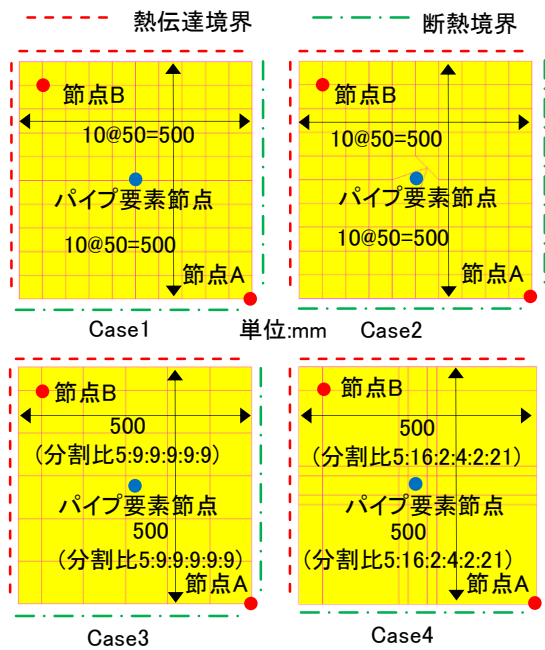 熱伝達境界
断熱境界
節点B
10@50=500
パイプ要素節点
10@50=500
節点A
Case1
節点B
10@50=500
パイプ要素節点
10@50=500
節点A
Case2
単位:mm
節点B
500
(分割比5:9:9:9:9:9)
パイプ要素節点
500
(分割比5:9:9:9:9:9)
節点A
Case3
節点B
500
(分割比5:16:2:4:2:21)
パイプ要素節点
500
(分割比5:16:2:4:2:21)
節点A
Case4